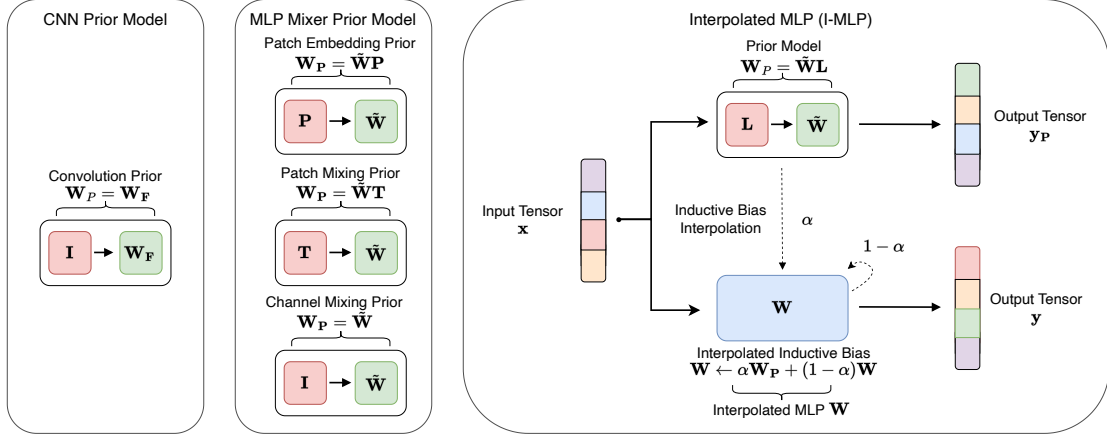 CNN Prior Model
Convolution Prior
W_P = W_F
I
W_F
MLP Mixer Prior Model
Patch Embedding Prior
W_P = W̃P
P
W̃
Patch Mixing Prior
W_P = W̃T
T
W̃
Channel Mixing Prior
W_P = W̃
I
W̃
Interpolated MLP (I-MLP)
Prior Model
W_P = W̃L
L
W̃
Output Tensor
y_P
Input Tensor
x
Inductive Bias
Interpolation
α
1 − α
W
Output Tensor
y
Interpolated Inductive Bias
W ← αW_P + (1 − α)W
Interpolated MLP W